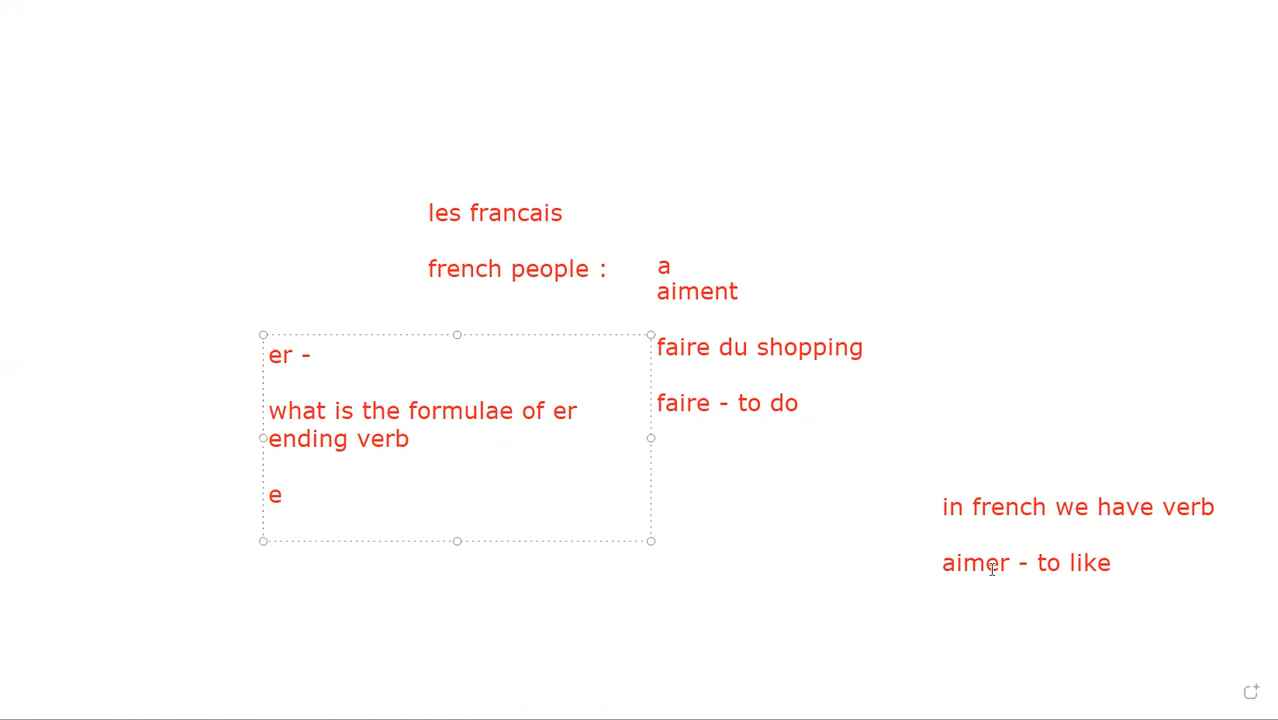 les francais
french people :
a
aiment
er -
what is the formulae of er
ending verb
e
faire du shopping
faire - to do
in french we have verb
aimer - to like